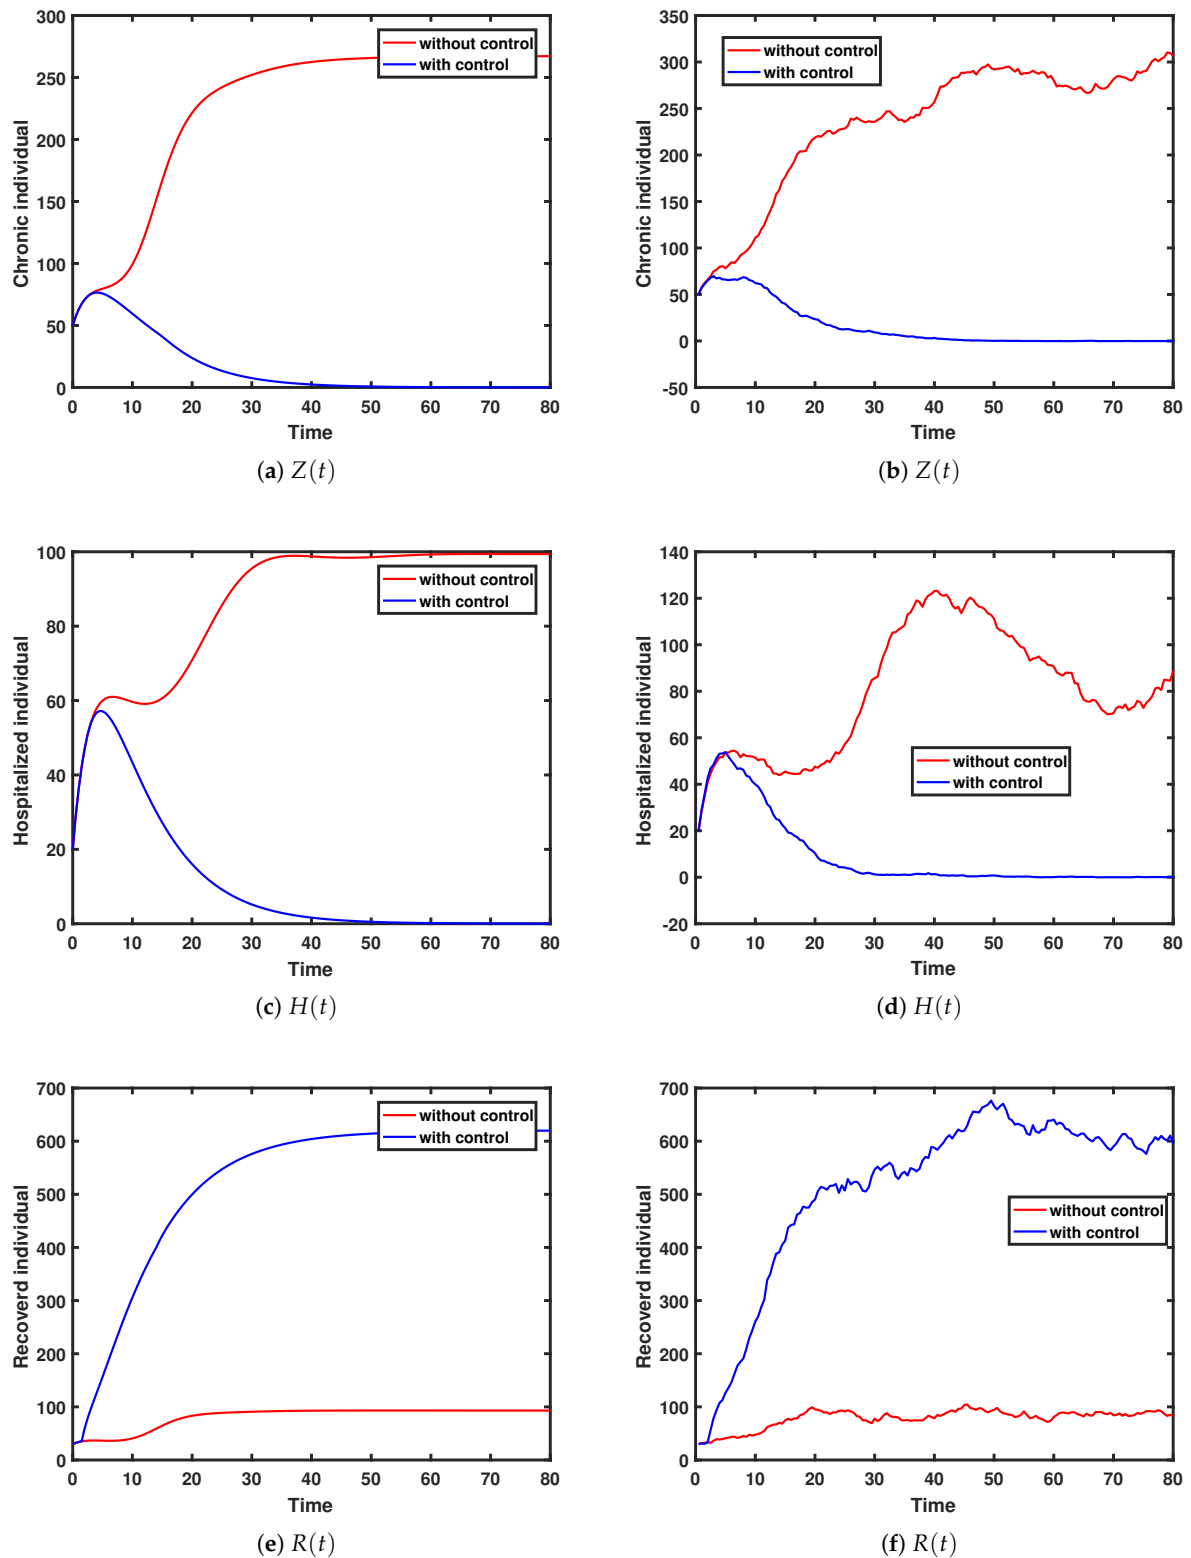 300
250
200
150
100
50
0
Chronic individual
without control
with control
0 10 20 30 40 50 60 70 80
Time
(a) Z(t)
350
300
250
200
150
100
50
0
-50
Chronic individual
without control
with control
0 10 20 30 40 50 60 70 80
Time
(b) Z(t)
100
80
60
40
20
0
Hospitalized individual
without control
with control
0 10 20 30 40 50 60 70 80
Time
(c) H(t)
140
120
100
80
60
40
20
0
-20
Hospitalized individual
without control
with control
0 10 20 30 40 50 60 70 80
Time
(d) H(t)
700
600
500
400
300
200
100
0
Recoverd individual
without control
with control
0 10 20 30 40 50 60 70 80
Time
(e) R(t)
700
600
500
400
300
200
100
0
Recoverd individual
without control
with control
0 10 20 30 40 50 60 70 80
Time
(f) R(t)